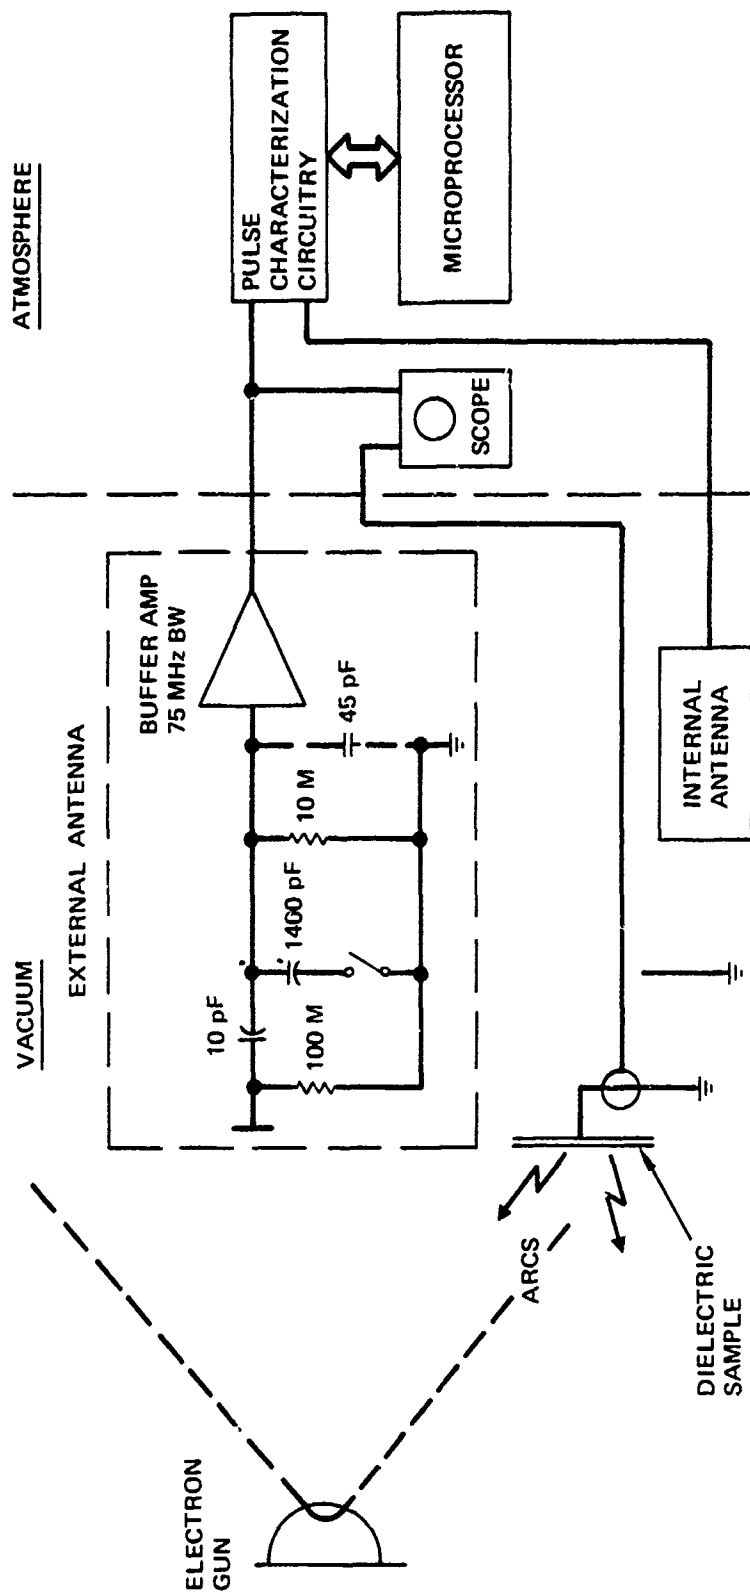 VACUUM
ATMOSPHERE
EXTERNAL ANTENNA
ELECTRON
GUN
10 pF
100 M
1400 pF
10 M
45 pF
BUFFER AMP
75 MHz BW
PULSE
CHARACTERIZATION
CIRCUITRY
MICROPROCESSOR
SCOPE
ARCS
DIELECTRIC
SAMPLE
INTERNAL
ANTENNA